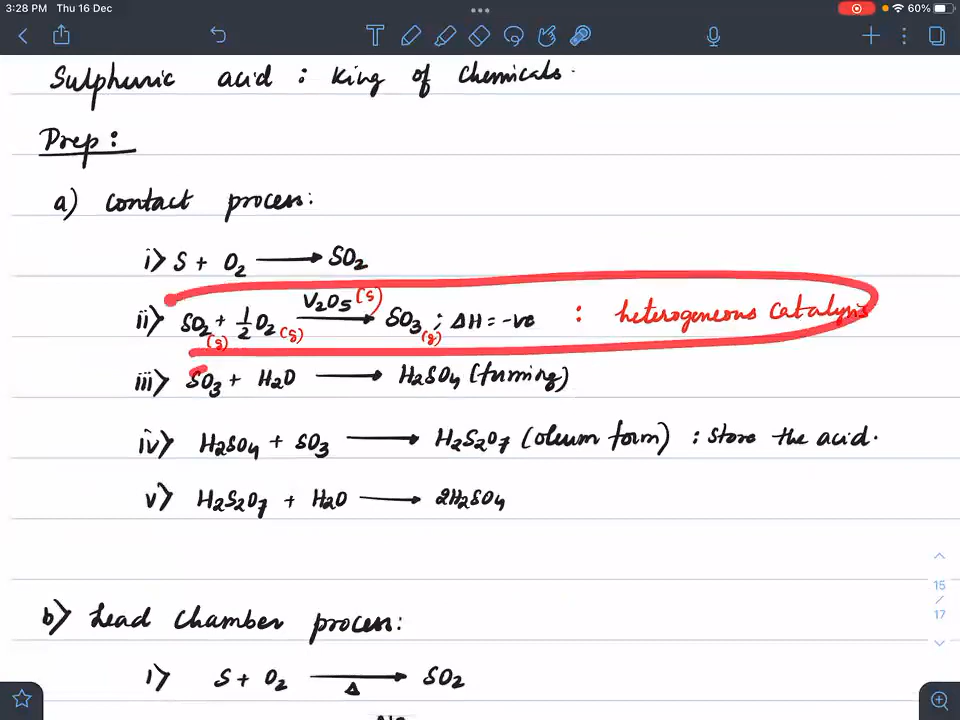 3:28 PM Thu 16 Dec
60%
Sulphuric acid : King of Chemicals.
Prep :
a) Contact process :
i) S + O2 ⟶ SO2
ii) SO2(g) + 1/2 O2(g) ⟶ V2O5(s) SO3(g) ; ΔH = -ve : heterogeneous Catalysis
iii) SO3 + H2O ⟶ H2SO4 (fuming)
iv) H2SO4 + SO3 ⟶ H2S2O7 (oleum form) : Store the acid.
v) H2S2O7 + H2O ⟶ 2H2SO4
15
/
17
b) Lead Chamber process :
i) S + O2 ⟶ Δ SO2